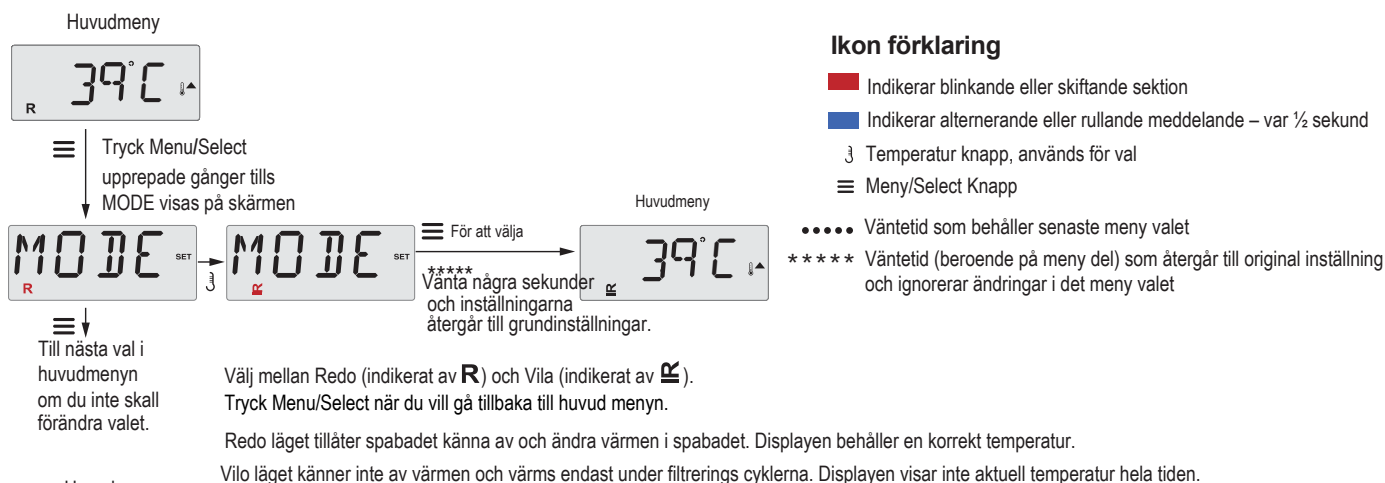 Huvudmeny
39°C
R
Tryck Menu/Select
upprepade gånger tills
MODE visas på skärmen
MODE SET
R
MODE SET
För att välja
*****
Vänta några sekunder
och inställningarna
återgår till grundinställningar.
Huvudmeny
39°C
Till nästa val i
huvudmenyn
om du inte skall
förändra valet.
Ikon förklaring
Indikerar blinkande eller skiftande sektion
Indikerar alternerande eller rullande meddelande – var ½ sekund
Temperatur knapp, används för val
Meny/Select Knapp
••••• Väntetid som behåller senaste meny valet
***** Väntetid (beroende på meny del) som återgår till original inställning
och ignorerar ändringar i det meny valet
Välj mellan Redo (indikerat av R) och Vila (indikerat av R).
Tryck Menu/Select när du vill gå tillbaka till huvud menyn.
Redo läget tillåter spabadet känna av och ändra värmen i spabadet. Displayen behåller en korrekt temperatur.
Vilo läget känner inte av värmen och värms endast under filtrerings cyklerna. Displayen visar inte aktuell temperatur hela tiden.